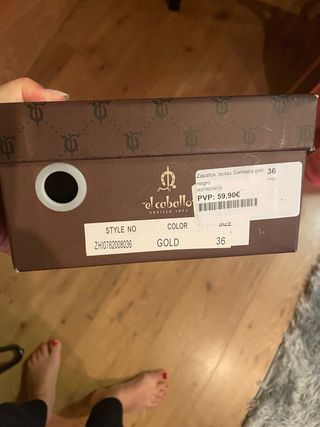 el caballo
SEVILLA 1892
Zapatos, botas Sandalia piel 36
negro
PVP: 59,90€
STYLE NO COLOR SIZE
ZHI0762008036 GOLD 36